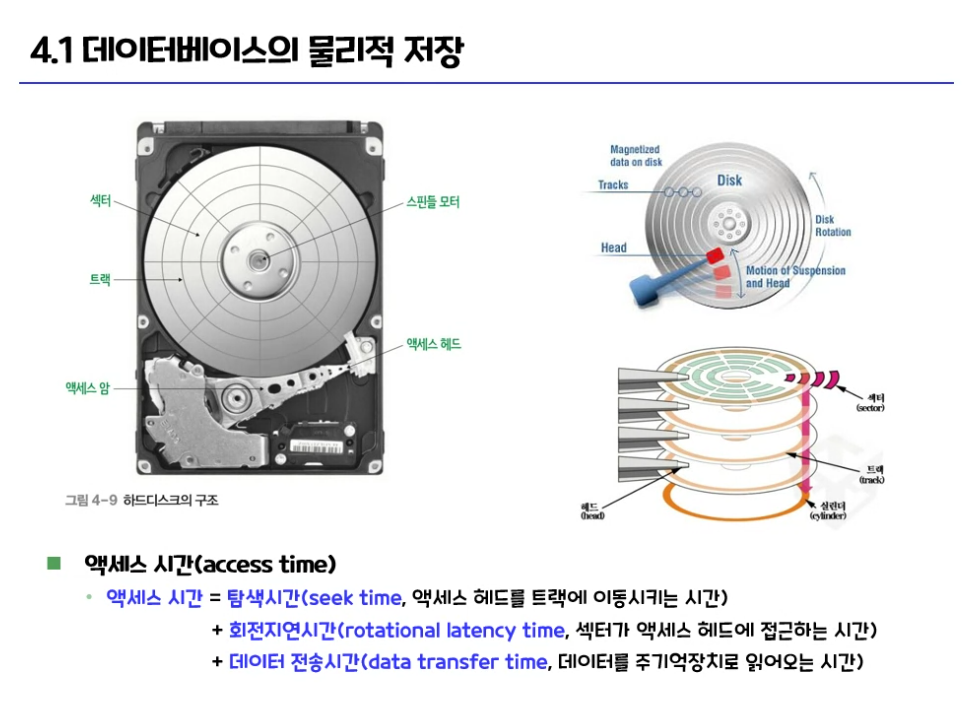 4.1 데이터베이스의 물리적 저장
섹터
스핀들 모터
트랙
액세스 헤드
액세스 암
그림 4-9 하드디스크의 구조
Magnetized
data on disk
Disk
Tracks
Disk
Rotation
Head
Motion of Suspension
and Head
섹터
(sector)
트랙
(track)
헤드
(head)
실린더
(cylinder)
■ 액세스 시간(access time)
• 액세스 시간 = 탐색시간(seek time, 액세스 헤드를 트랙에 이동시키는 시간)
+ 회전지연시간(rotational latency time, 섹터가 액세스 헤드에 접근하는 시간)
+ 데이터 전송시간(data transfer time, 데이터를 주기억장치로 읽어오는 시간)